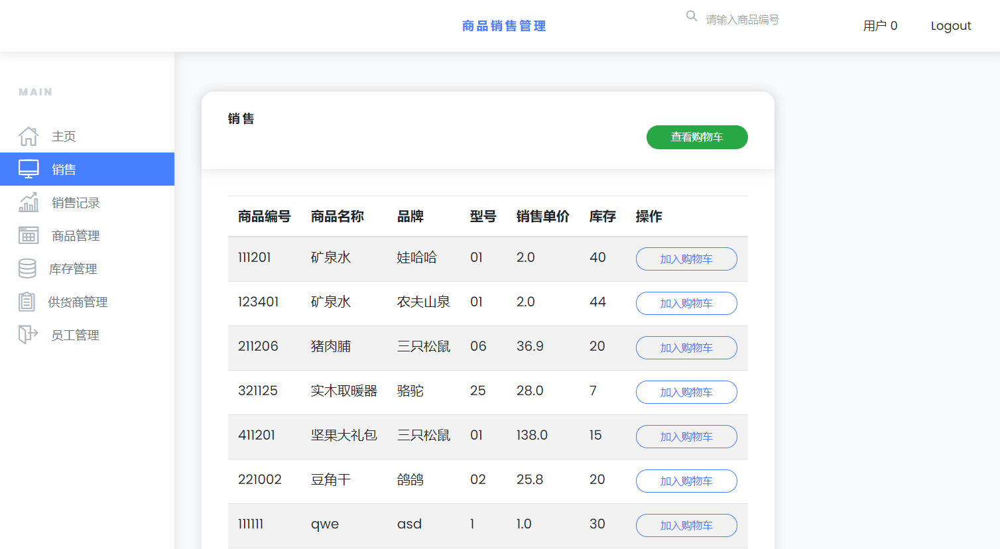 商品销售管理
请输入商品编号
用户 0
Logout
MAIN
主页
销售
销售记录
商品管理
库存管理
供货商管理
员工管理
销售
查看购物车
商品编号 商品名称 品牌 型号 销售单价 库存 操作
111201 矿泉水 娃哈哈 01 2.0 40 加入购物车
123401 矿泉水 农夫山泉 01 2.0 44 加入购物车
211206 猪肉脯 三只松鼠 06 36.9 20 加入购物车
321125 实木取暖器 骆驼 25 28.0 7 加入购物车
411201 坚果大礼包 三只松鼠 01 138.0 15 加入购物车
221002 豆角干 鸽鸽 02 25.8 20 加入购物车
111111 qwe asd 1 1.0 30 加入购物车